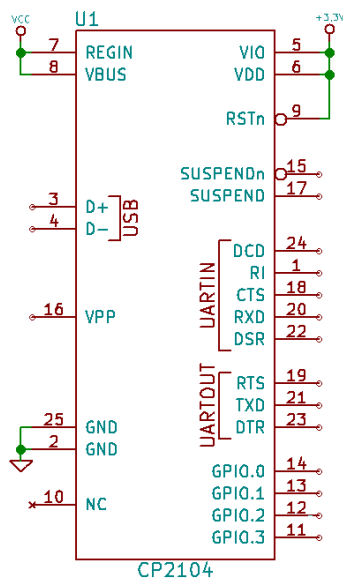 VCC
+3.3V
U1
7 REGIN
8 VBUS
VIO 5
VDD 6
RSTn 9
SUSPENDn 15
SUSPEND 17
3 D+
4 D-
USB
DCD 24
RI 1
CTS 18
RXD 20
DSR 22
UARTIN
16 VPP
RTS 19
TXD 21
DTR 23
UARTOUT
25 GND
2 GND
10 NC
GPIO.0 14
GPIO.1 13
GPIO.2 12
GPIO.3 11
CP2104